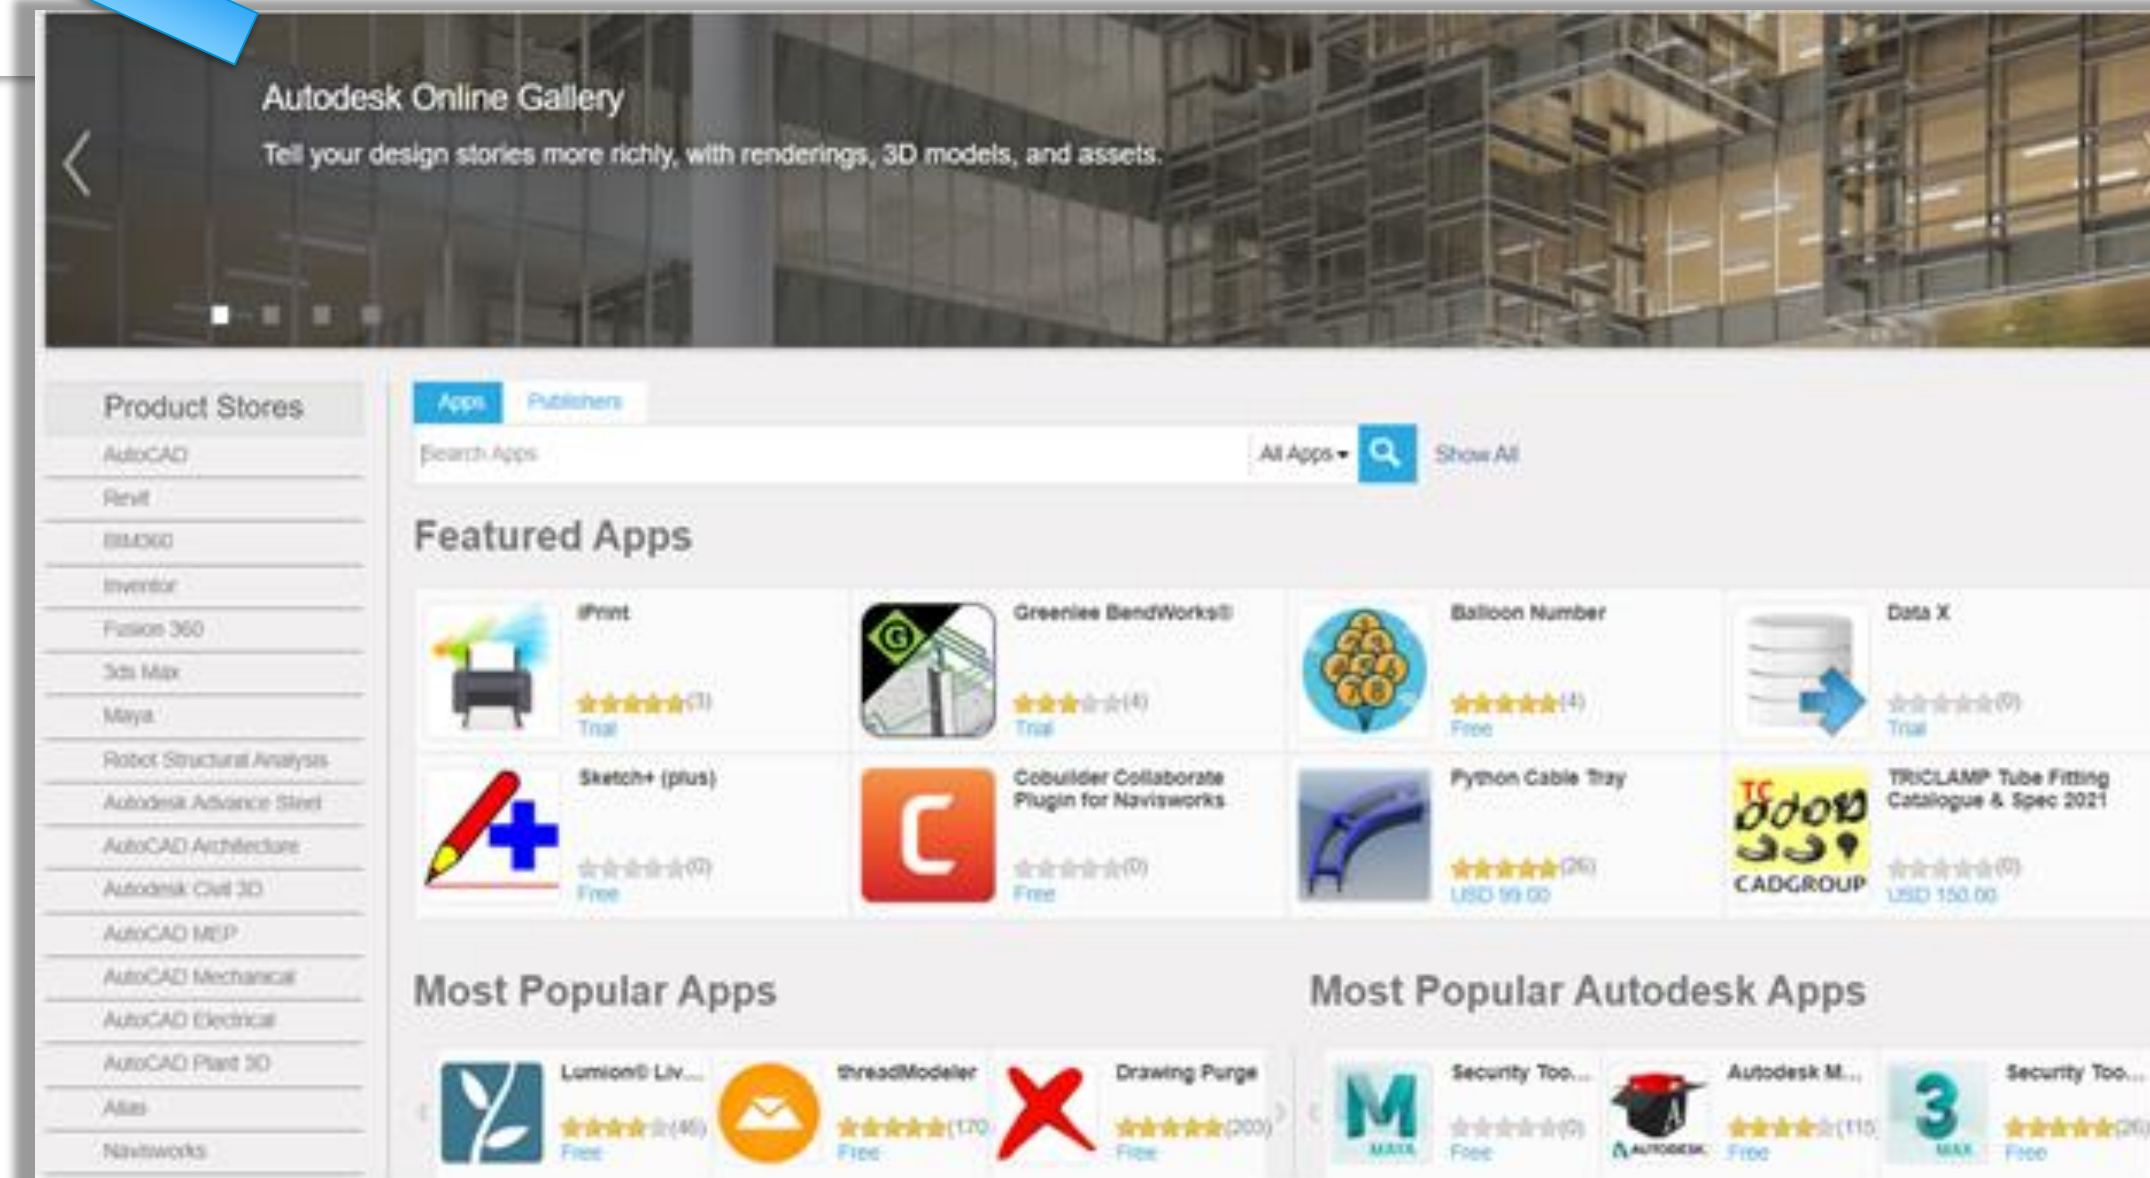 Autodesk Online Gallery
Tell your design stories more richly, with renderings, 3D models, and assets.
Product Stores
AutoCAD
Revit
BIM360
Inventor
Fusion 360
3ds Max
Maya
Robot Structural Analysis
Autodesk Advance Steel
AutoCAD Architecture
Autodesk Civil 3D
AutoCAD MEP
AutoCAD Mechanical
AutoCAD Electrical
AutoCAD Plant 3D
Alias
Navisworks
Apps Publishers
Search Apps All Apps Show All
Featured Apps
iPrint
(3)
Trial
Greenlee BendWorks®
(4)
Trial
Balloon Number
(4)
Free
Data X
(0)
Trial
Sketch+ (plus)
(0)
Free
C
Cobuilder Collaborate
Plugin for Navisworks
(0)
Free
Python Cable Tray
(26)
USD 99.00
TC
CADGROUP
TRICLAMP Tube Fitting
Catalogue & Spec 2021
(0)
USD 150.00
Most Popular Apps
Lumion® Liv...
(46)
Free
threadModeler
(170
Free
Drawing Purge
(203)
Free
Most Popular Autodesk Apps
M
MAYA
Security Too...
(0)
Free
AUTODESK
Autodesk M...
(115
Free
3
MAX
Security Too...
(26)
Free